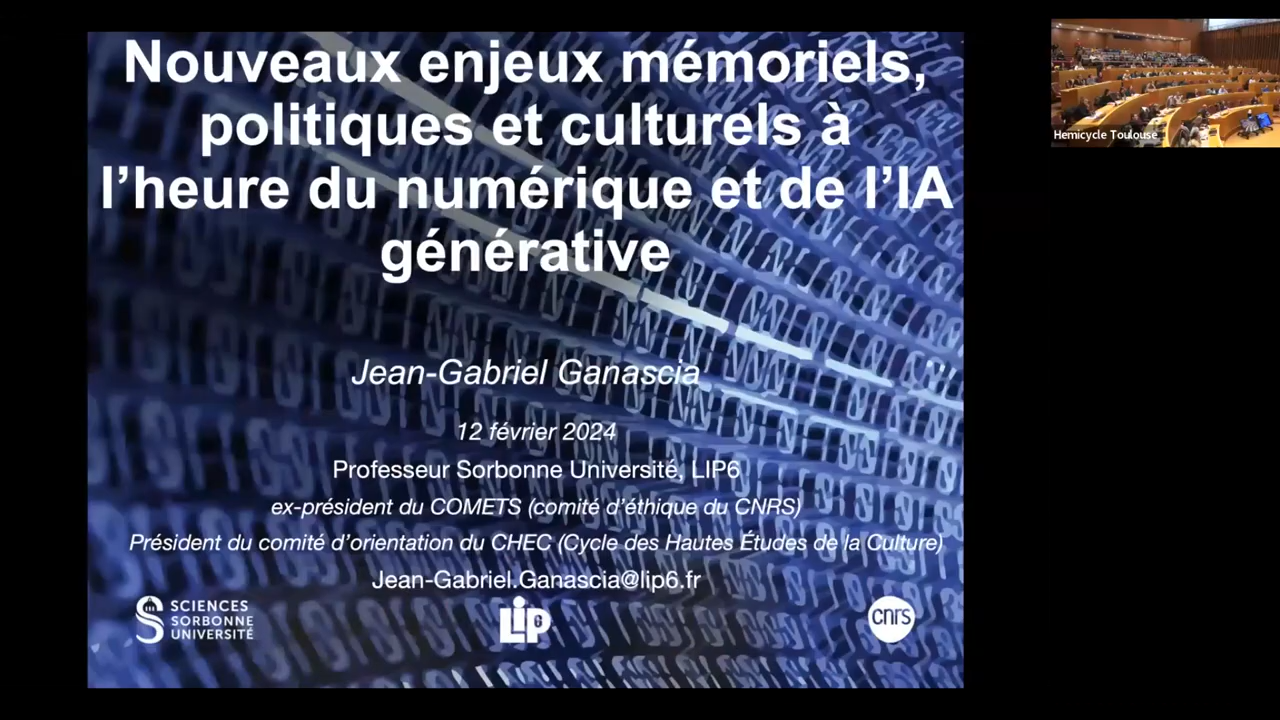 Nouveaux enjeux mémoriels,
politiques et culturels à
l’heure du numérique et de l’IA
générative
Jean-Gabriel Ganascia
12 février 2024
Professeur Sorbonne Université, LIP6
ex-président du COMETS (comité d’éthique du CNRS)
Président du comité d’orientation du CHEC (Cycle des Hautes Études de la Culture)
Jean-Gabriel.Ganascia@lip6.fr
SCIENCES
SORBONNE
UNIVERSITÉ
LIP6
cnrs
Hemicycle Toulouse